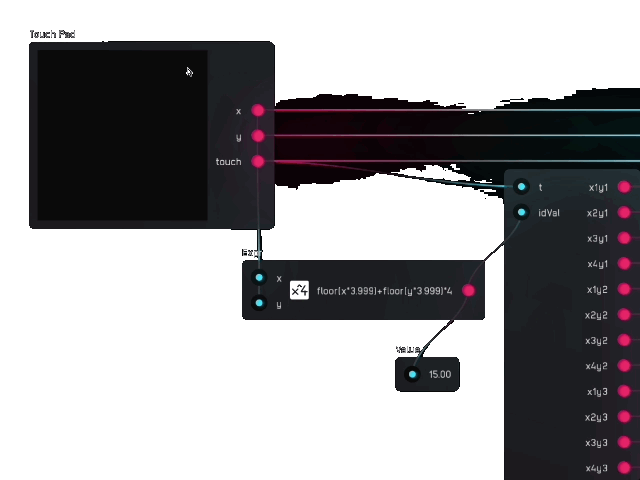 Touch Pad
x
y
touch
t
idVal
x1y1
x2y1
x3y1
x4y1
x1y2
x2y2
x3y2
x4y2
x1y3
x2y3
x3y3
x4y3
Expr
x
y
x^4 floor(x*3.999)+floor(y*3.999)*4
Value
15.00